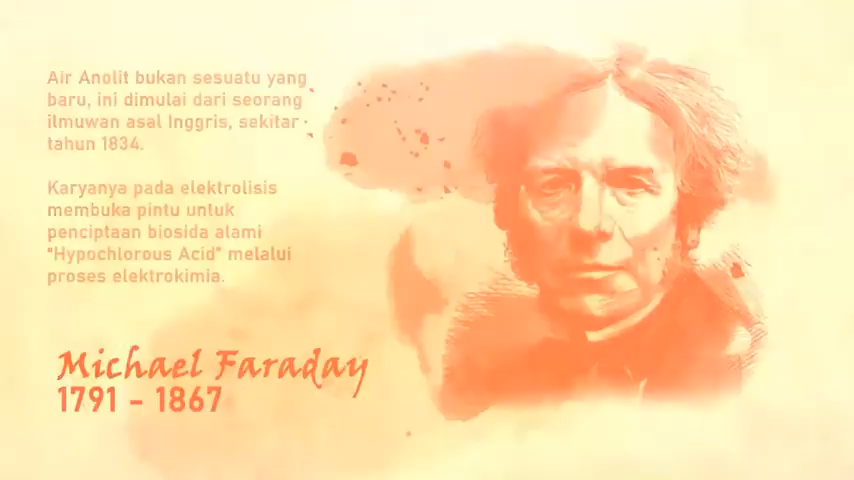 Air Anolit bukan sesuatu yang
baru, ini dimulai dari seorang
ilmuwan asal Inggris, sekitar
tahun 1834.
Karyanya pada elektrolisis
membuka pintu untuk
penciptaan biosida alami
"Hypochlorous Acid" melalui
proses elektrokimia.
Michael Faraday
1791 - 1867